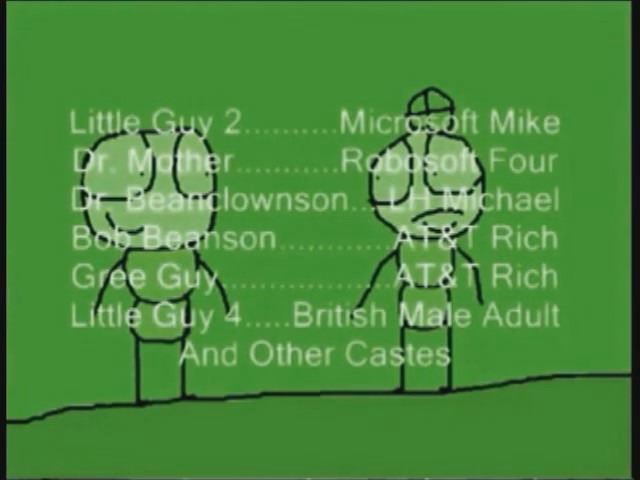 Little Guy 2..........Microsoft Mike
Dr. Mother...........Robosoft Four
Dr. Beanclownson...LH Michael
Bob Beanson............AT&T Rich
Gree Guy.................AT&T Rich
Little Guy 4.....British Male Adult
And Other Castes